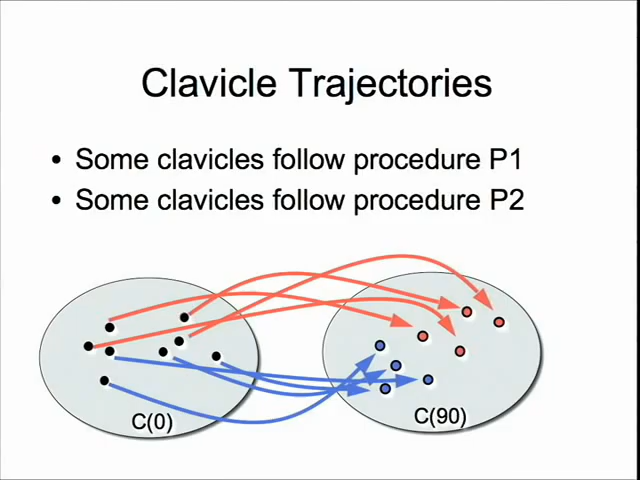 Clavicle Trajectories
• Some clavicles follow procedure P1
• Some clavicles follow procedure P2
C(0)
C(90)